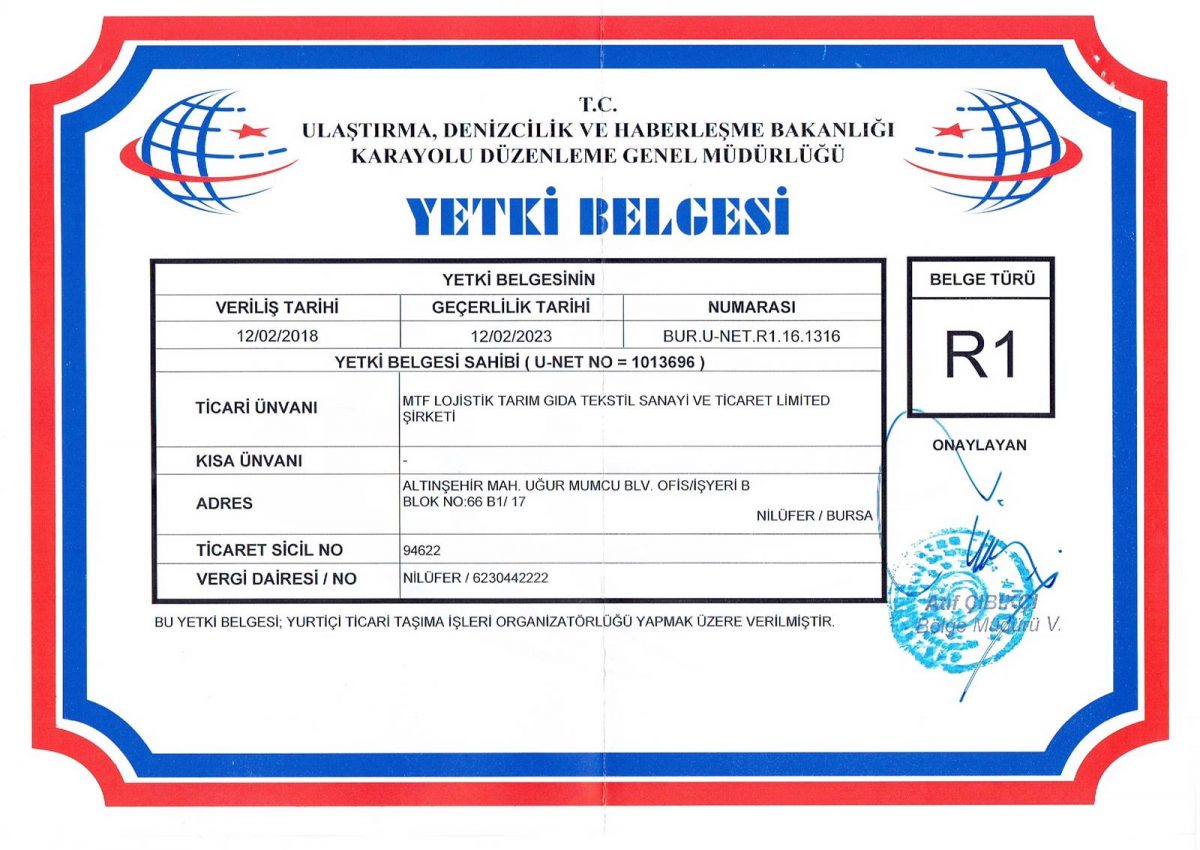 T.C.
ULAŞTIRMA, DENİZCİLİK VE HABERLEŞME BAKANLIĞI
KARAYOLU DÜZENLEME GENEL MÜDÜRLÜĞÜ
YETKİ BELGESİ
YETKİ BELGESİNİN
VERİLİŞ TARİHİ GEÇERLİLİK TARİHİ NUMARASI
12/02/2018 12/02/2023 BUR.U-NET.R1.16.1316
YETKİ BELGESİ SAHİBİ ( U-NET NO = 1013696 )
TİCARİ ÜNVANI
MTF LOJİSTİK TARIM GIDA TEKSTİL SANAYİ VE TİCARET LİMİTED
ŞİRKETİ
KISA ÜNVANI -
ADRES
ALTINŞEHİR MAH. UĞUR MUMCU BLV. OFİS/İŞYERİ B
BLOK NO:66 B1/ 17
NİLÜFER / BURSA
TİCARET SİCİL NO 94622
VERGİ DAİRESİ / NO NİLÜFER / 6230442222
BU YETKİ BELGESİ; YURTİÇİ TİCARİ TAŞIMA İŞLERİ ORGANİZATÖRLÜĞÜ YAPMAK ÜZERE VERİLMİŞTİR.
BELGE TÜRÜ
R1
ONAYLAYAN
Atıf
Bölge Müdürü V.